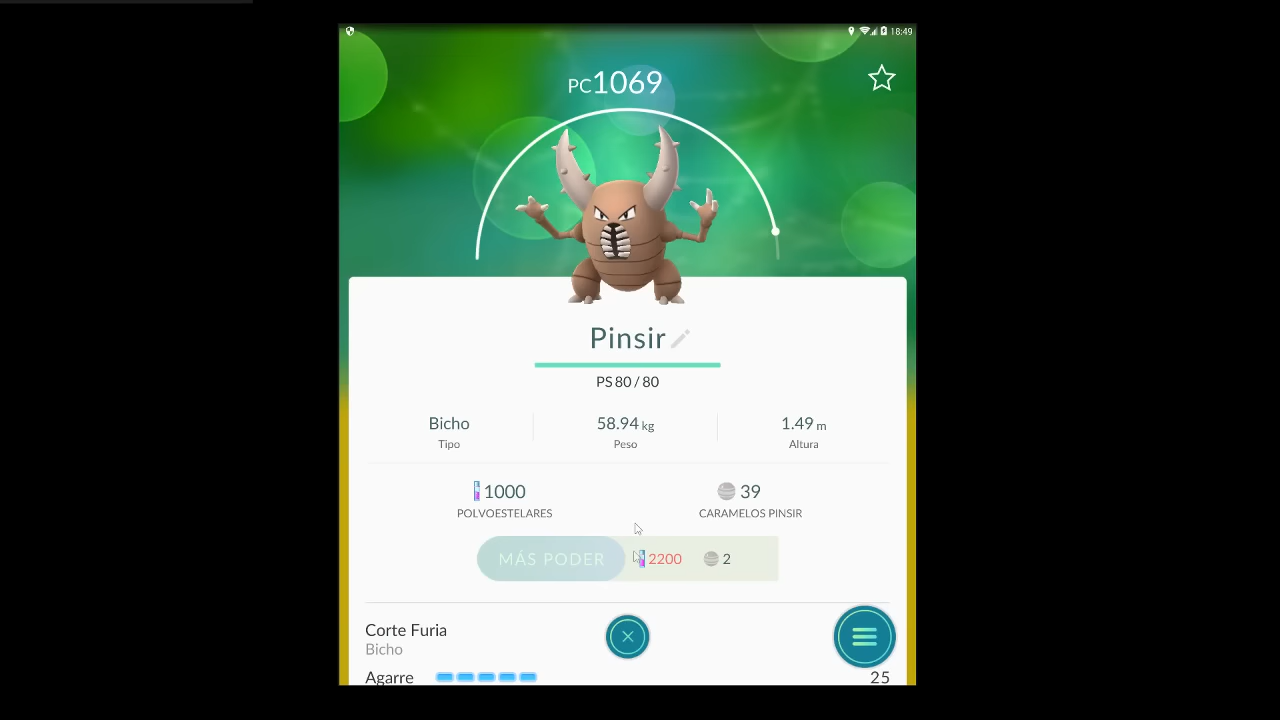 18:49
PC1069
Pinsir
PS 80 / 80
Bicho 58.94 kg 1.49 m
Tipo Peso Altura
1000 39
POLVOESTELARES CARAMELOS PINSIR
MÁS PODER 2200 2
Corte Furia
Bicho
Agarre 25